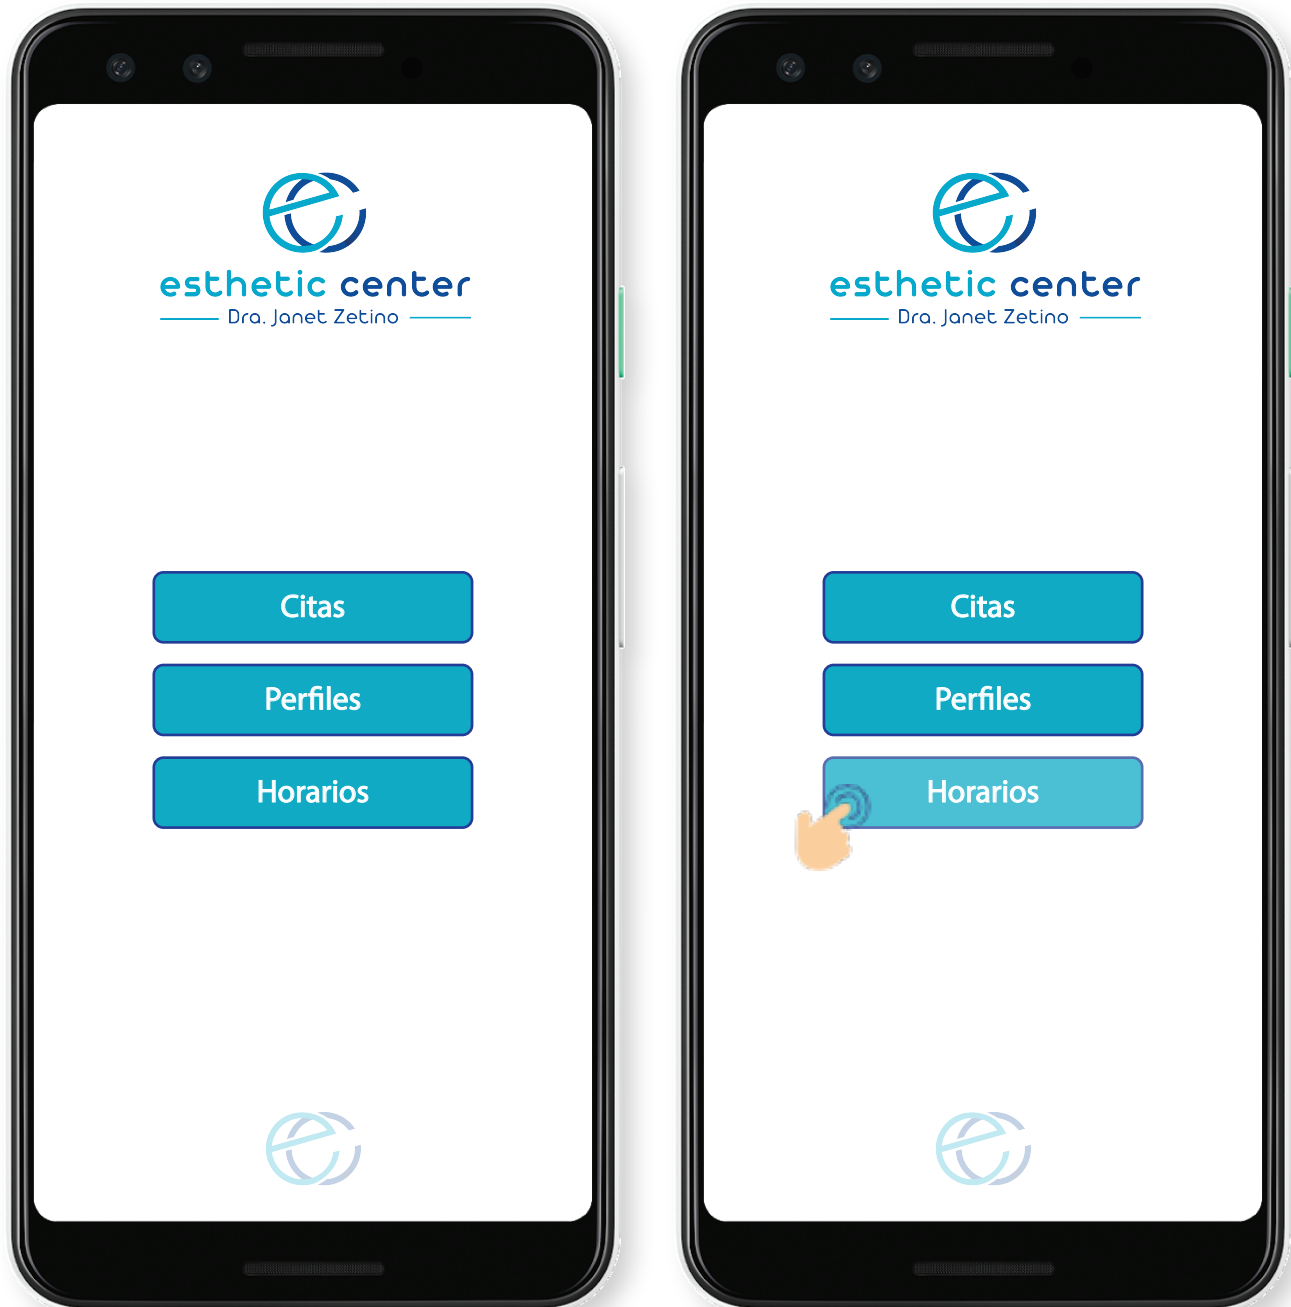 esthetic center
Dra. Janet Zetino
Citas
Perfiles
Horarios
esthetic center
Dra. Janet Zetino
Citas
Perfiles
Horarios